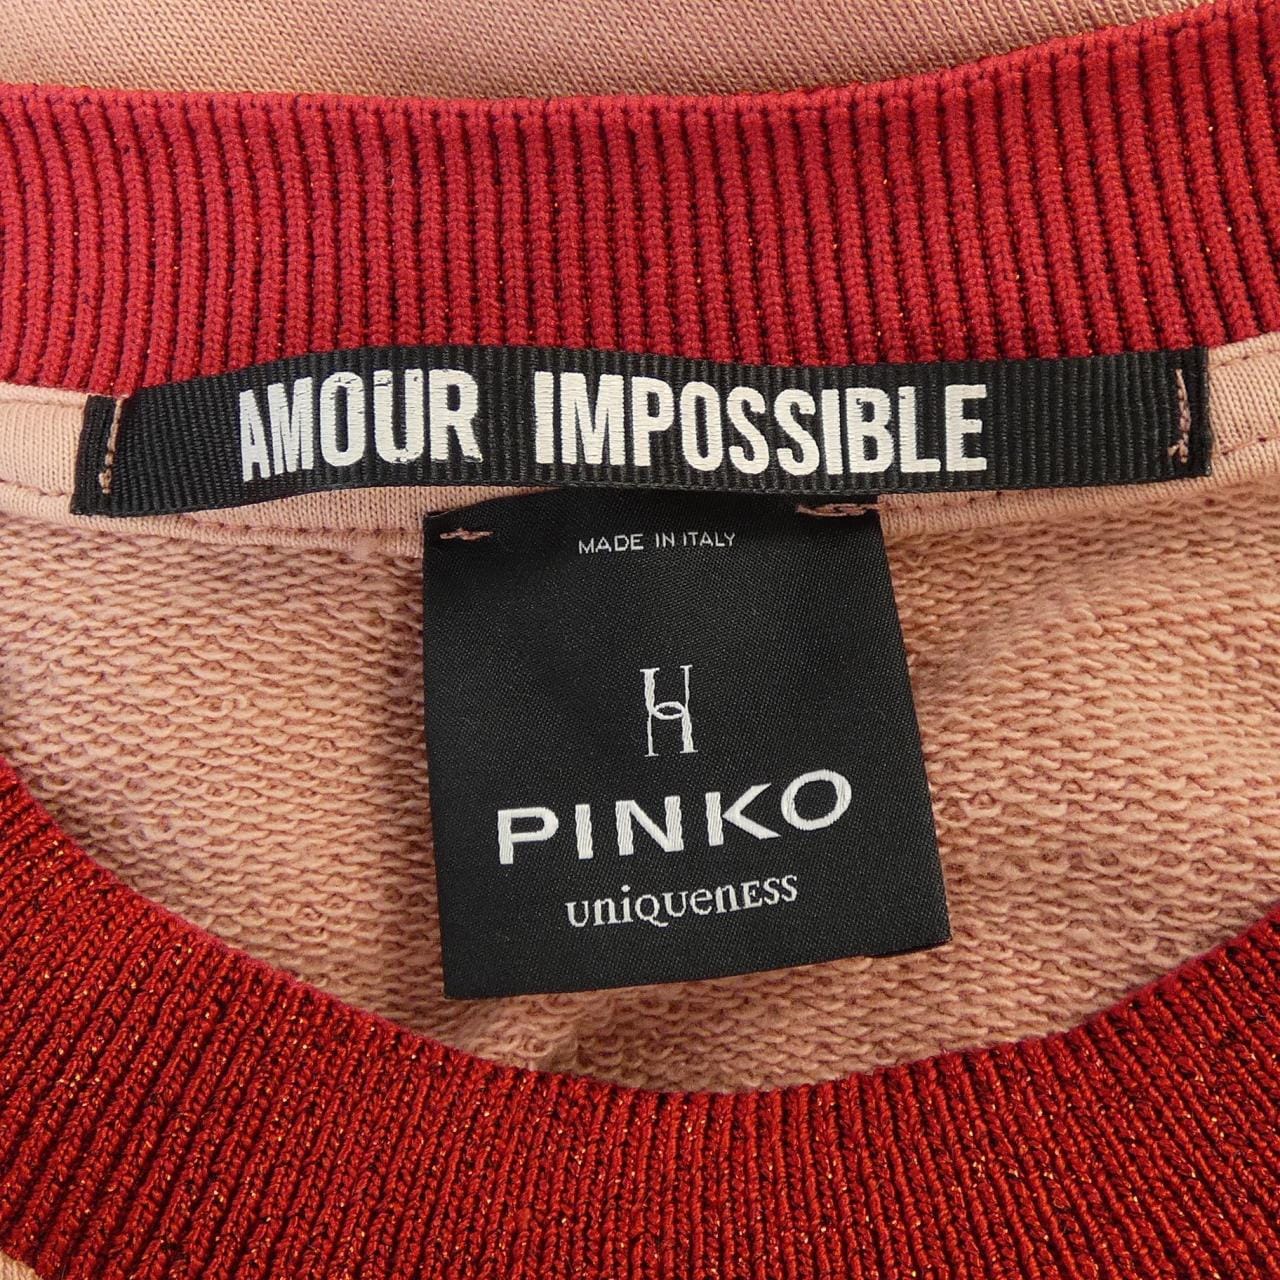 AMOUR IMPOSSIBLE
MADE IN ITALY
PINKO
uniQuenESS